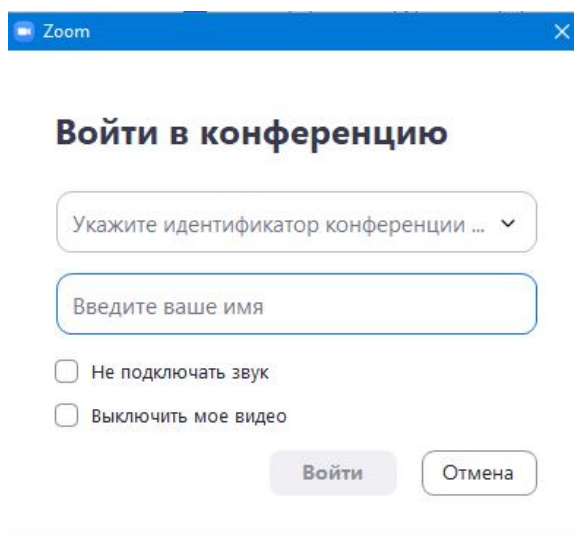 Zoom
Войти в конференцию
Укажите идентификатор конференции ...
Введите ваше имя
Не подключать звук
Выключить мое видео
Войти
Отмена